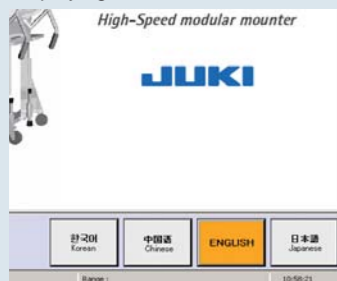 High-Speed modular mounter
JUKI
한국어
Korean
中国语
Chinese
ENGLISH
日本語
Japanese
Range :
10:58:21